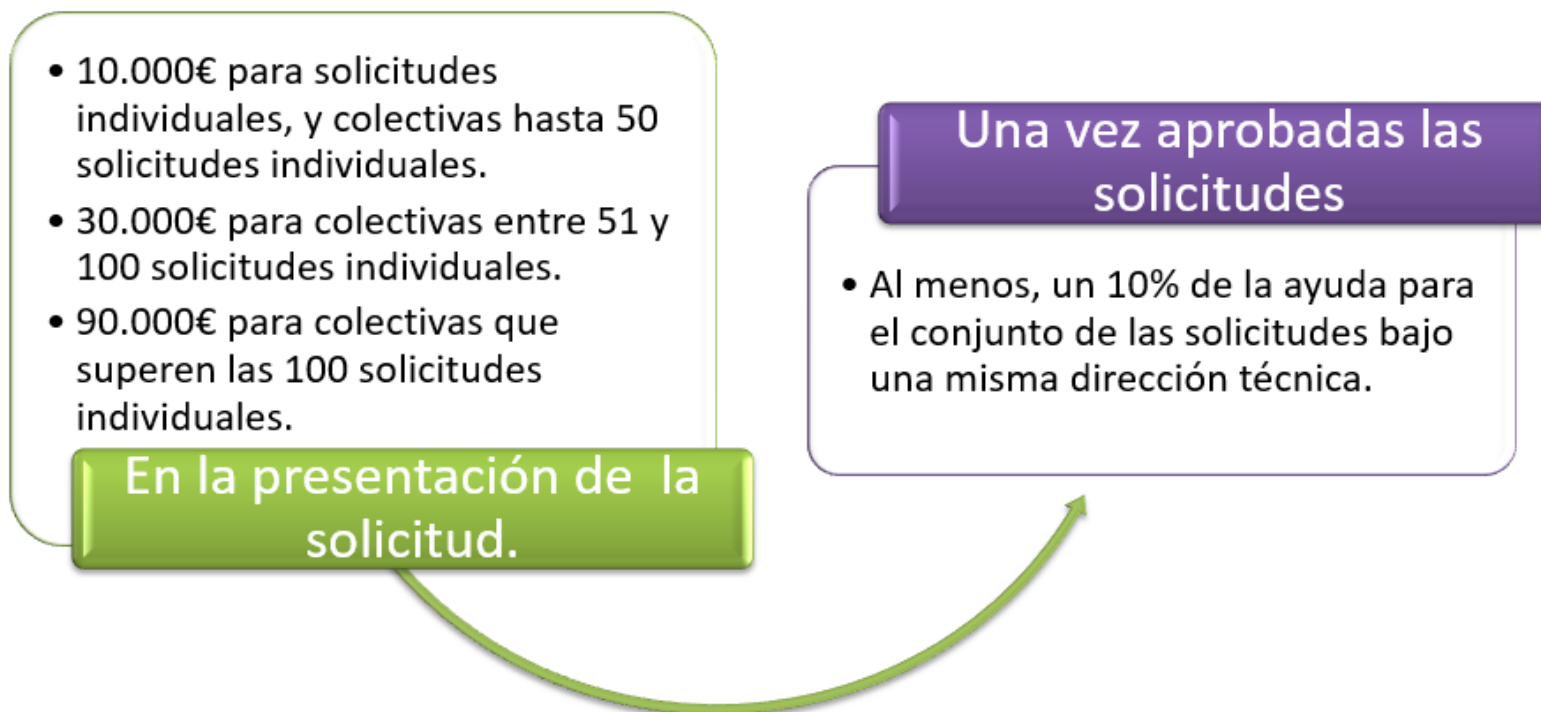 • 10.000€ para solicitudes
individuales, y colectivas hasta 50
solicitudes individuales.
• 30.000€ para colectivas entre 51 y
100 solicitudes individuales.
• 90.000€ para colectivas que
superen las 100 solicitudes
individuales.
En la presentación de  la
solicitud.
Una vez aprobadas las
solicitudes
• Al menos, un 10% de la ayuda para
el conjunto de las solicitudes bajo
una misma dirección técnica.